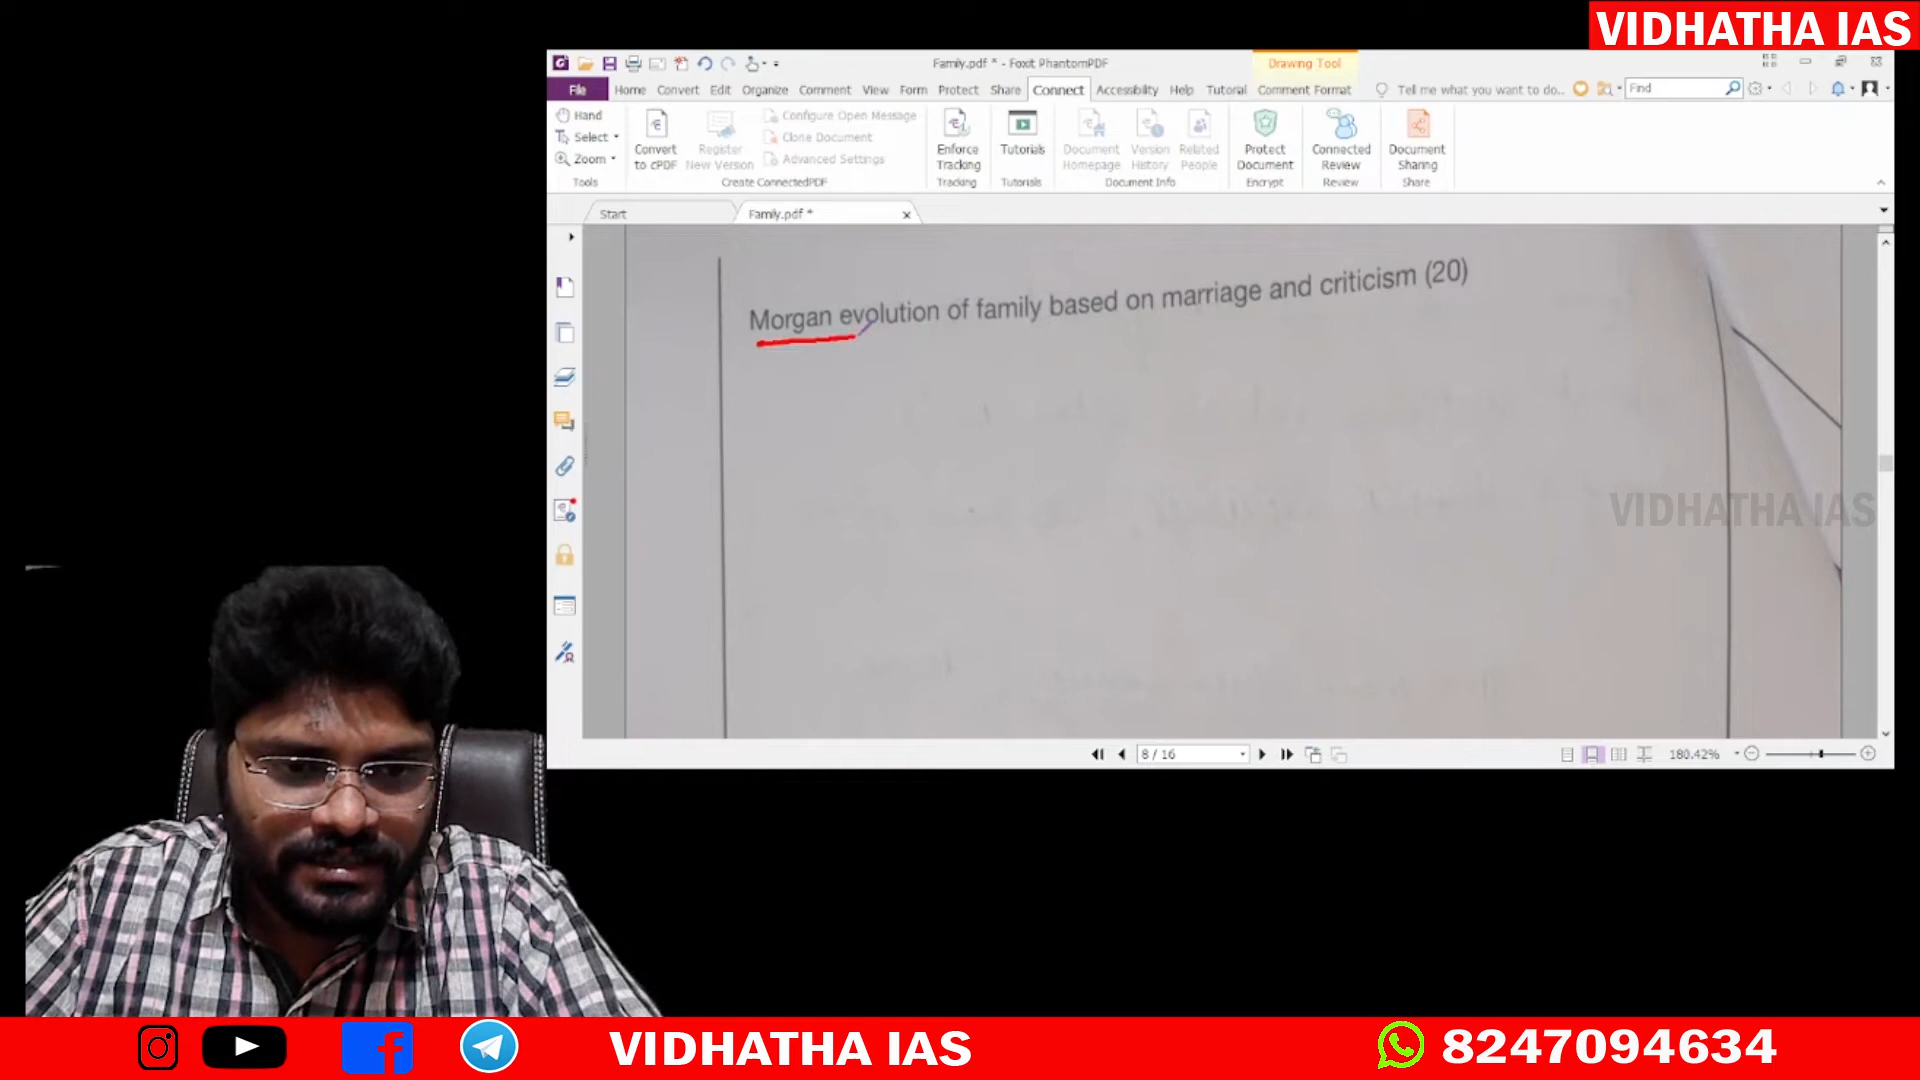 VIDHATHA IAS
Family.pdf * - Foxit PhantomPDF
Drawing Tool
File Home Convert Edit Organize Comment View Form Protect Share Connect Accessibility Help Tutorial Comment Format Tell me what you want to do.. Find
Hand
Select
Zoom
Tools
Convert to cPDF
Register New Version
Configure Open Message
Clone Document
Advanced Settings
Create ConnectedPDF
Enforce Tracking
Tracking
Tutorials
Tutorials
Document Homepage
Version History
Related People
Document Info
Protect Document
Encrypt
Connected Review
Review
Document Sharing
Share
Start
Family.pdf *
Morgan evolution of family based on marriage and criticism (20)
VIDHATHA IAS
8 / 16
180.42%
VIDHATHA IAS
8247094634